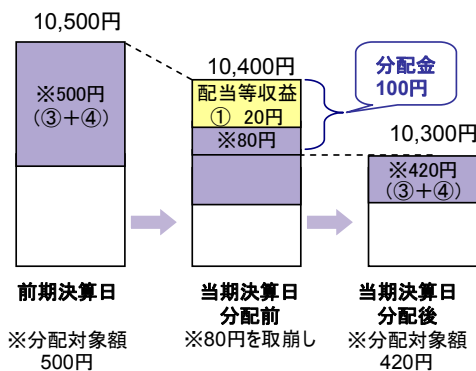 10,500円
※500円
(③+④)
10,400円
配当等収益
① 20円
※80円
分配金
100円
10,300円
※420円
(③+④)
前期決算日
当期決算日
分配前
当期決算日
分配後
※分配対象額
500円
※80円を取崩し
※分配対象額
420円